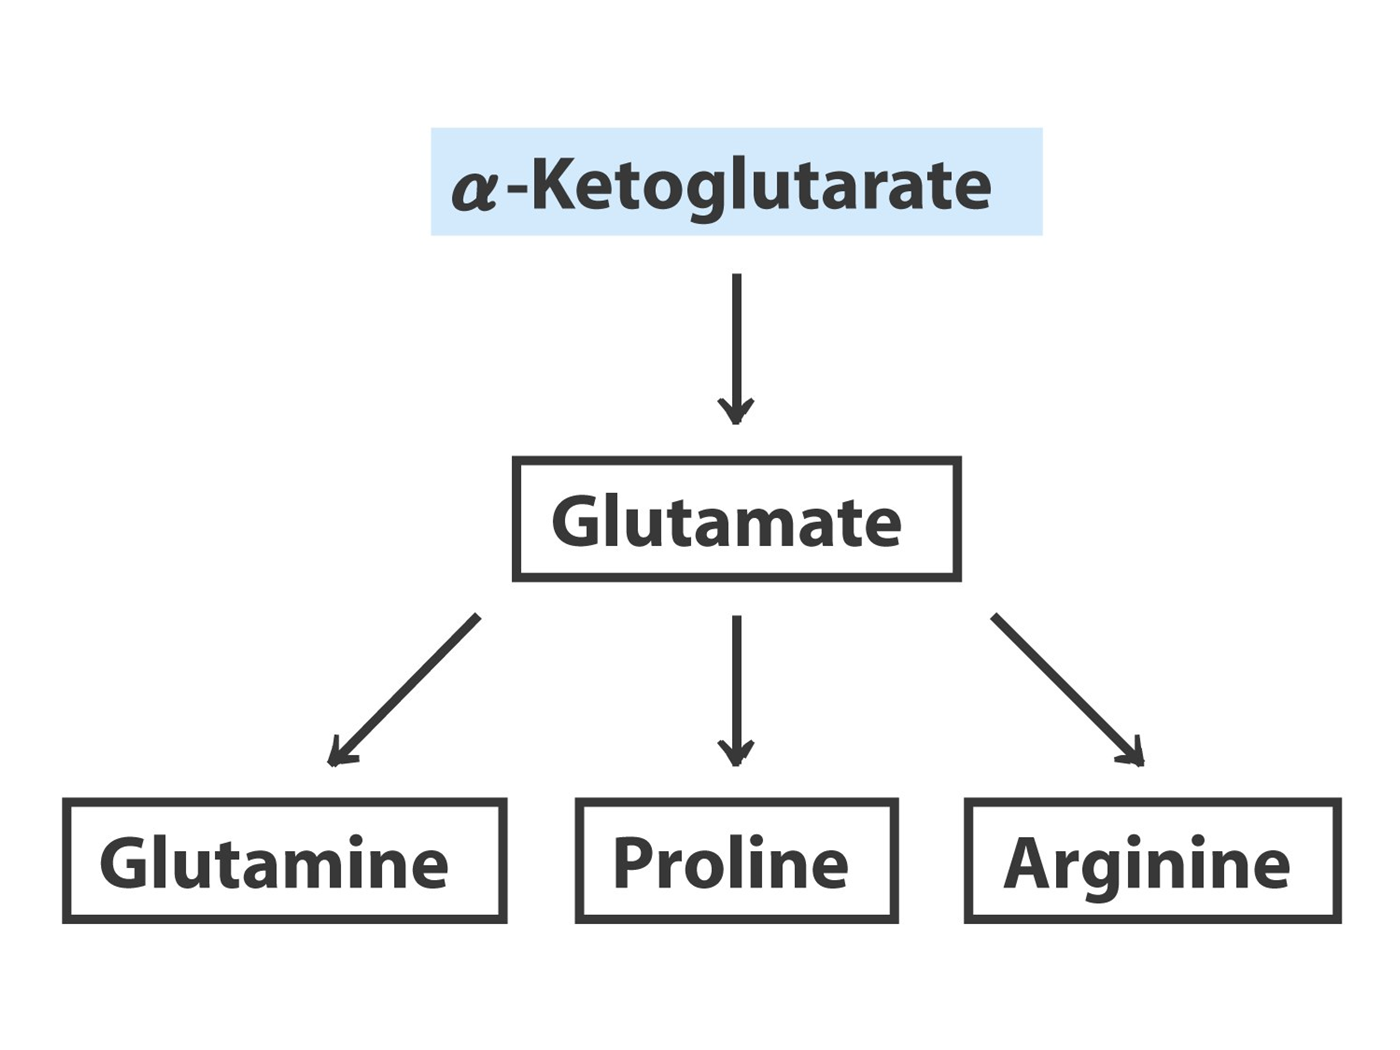 α-Ketoglutarate
Glutamate
Glutamine
Proline
Arginine